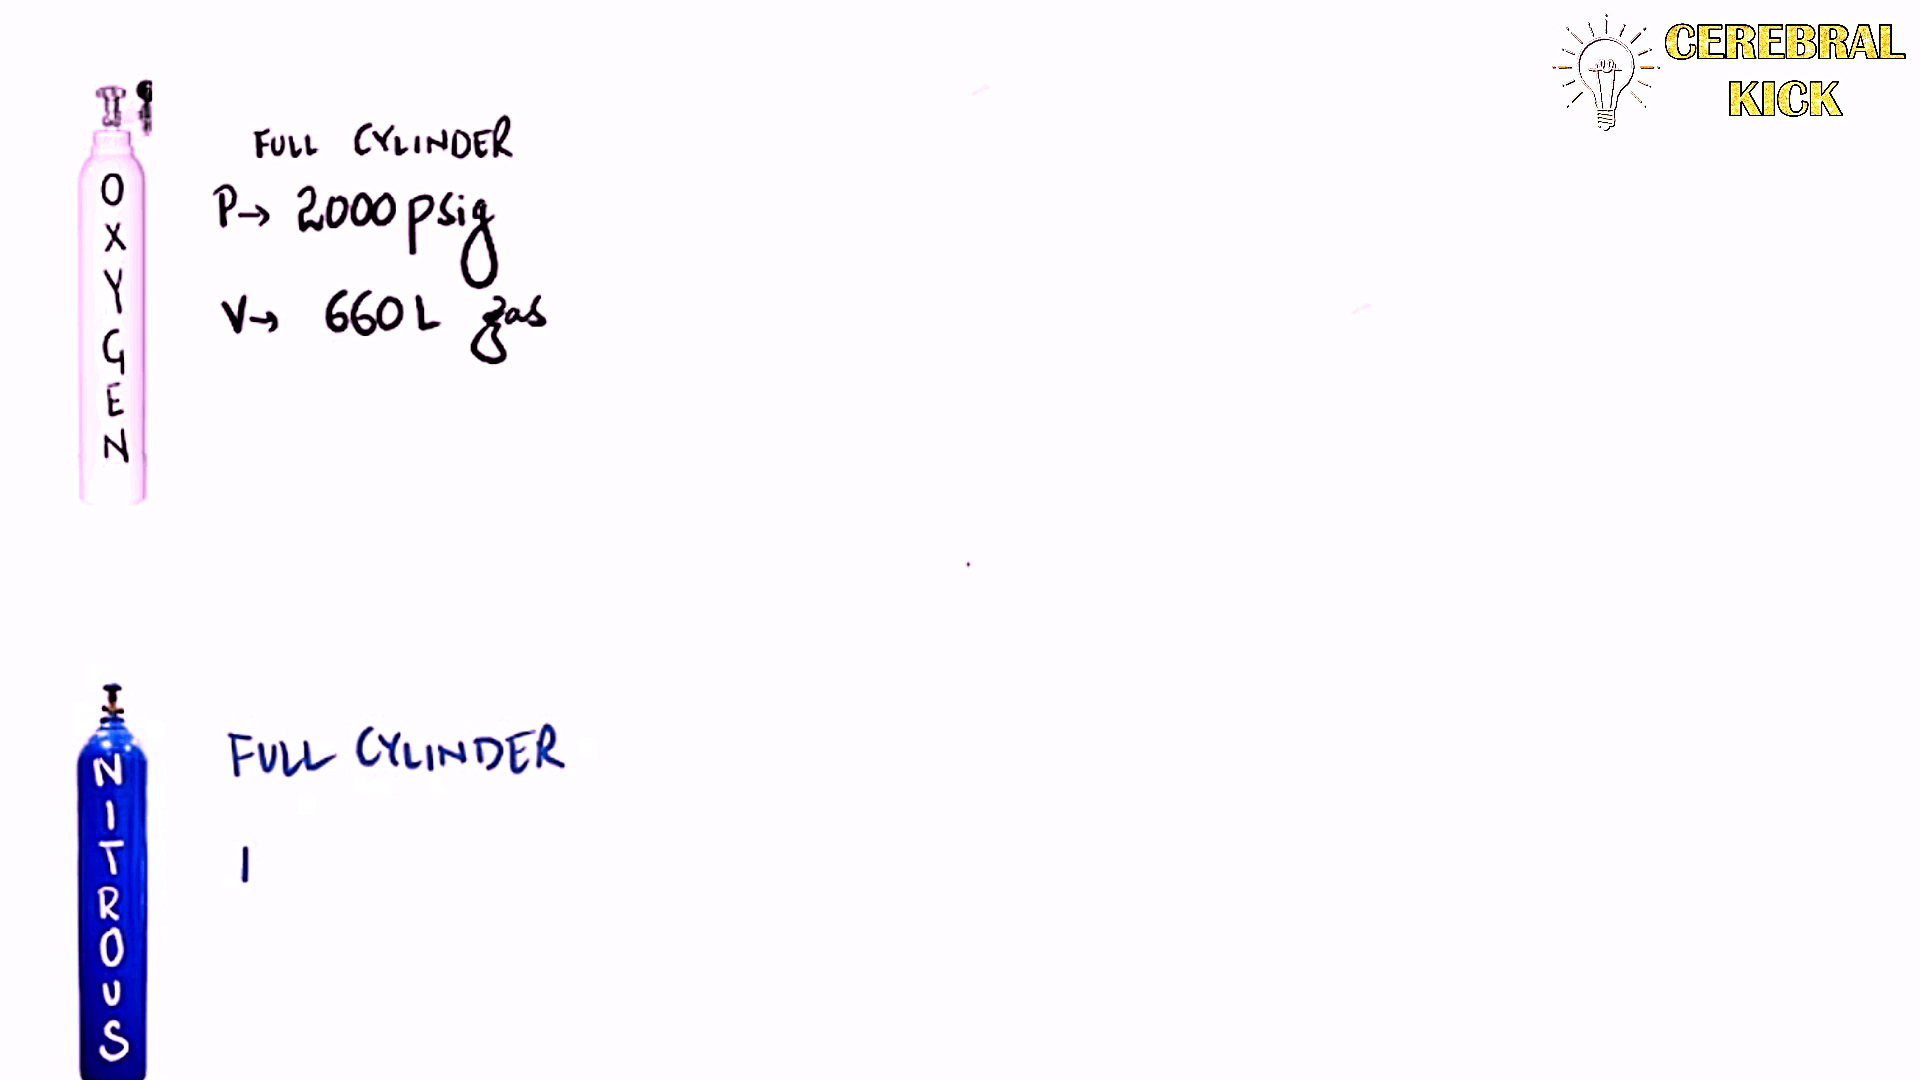 CEREBRAL
KICK
OXYGEN
FULL CYLINDER
P→ 2000 psig
V→ 660 L gas
NITROUS
FULL CYLINDER